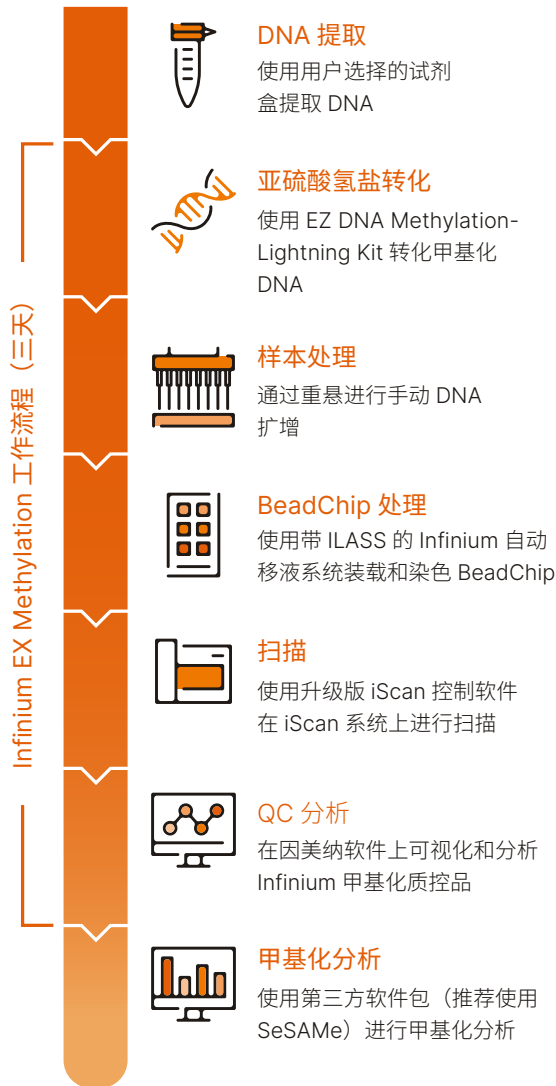 DNA 提取
使用用户选择的试剂
盒提取 DNA
Infinium EX Methylation 工作流程（三天）
亚硫酸氢盐转化
使用 EZ DNA Methylation-
Lightning Kit 转化甲基化
DNA
样本处理
通过重悬进行手动 DNA
扩增
BeadChip 处理
使用带 ILASS 的 Infinium 自动
移液系统装载和染色 BeadChip
扫描
使用升级版 iScan 控制软件
在 iScan 系统上进行扫描
QC 分析
在因美纳软件上可视化和分析
Infinium 甲基化质控品
甲基化分析
使用第三方软件包（推荐使用
SeSAMe）进行甲基化分析